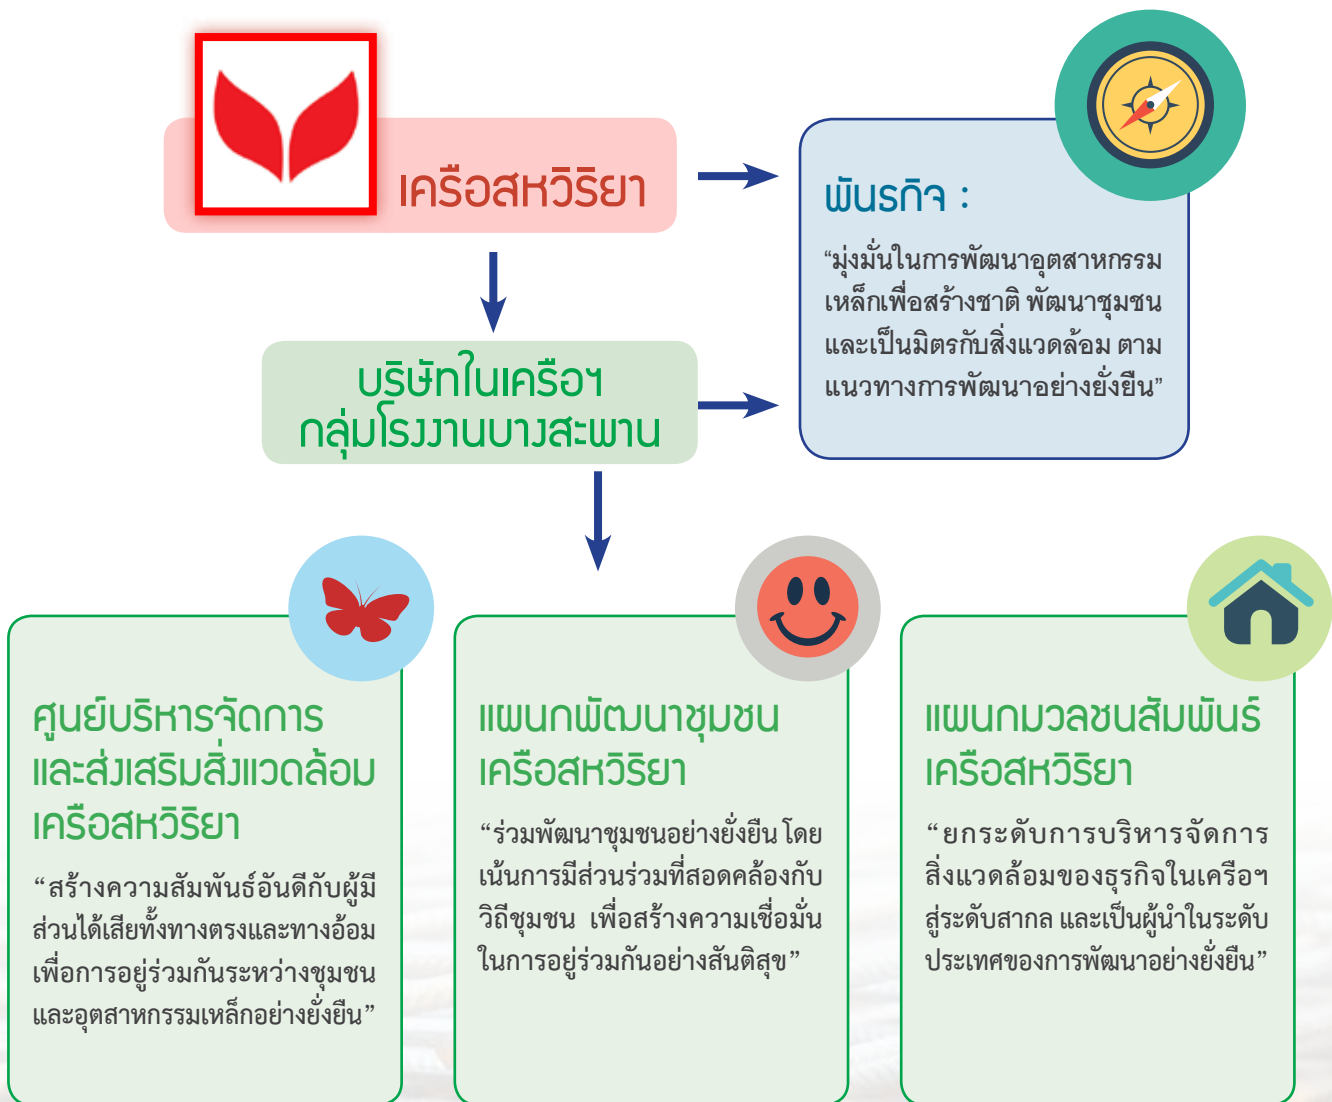 เครือสหวิริยา
พันธกิจ :
“มุ่งมั่นในการพัฒนาอุตสาหกรรม
เหล็กเพื่อสร้างชาติ พัฒนาชุมชน
และเป็นมิตรกับสิ่งแวดล้อม ตาม
แนวทางการพัฒนาอย่างยั่งยืน”
บริษัทในเครือฯ
กลุ่มโรงงานบางสะพาน
ศูนย์บริหารจัดการ
และส่งเสริมสิ่งแวดล้อม
เครือสหวิริยา
“สร้างความสัมพันธ์อันดีกับผู้มี
ส่วนได้เสียทั้งทางตรงและทางอ้อม
เพื่อการอยู่ร่วมกันระหว่างชุมชน
และอุตสาหกรรมเหล็กอย่างยั่งยืน”
แผนกพัฒนาชุมชน
เครือสหวิริยา
“ร่วมพัฒนาชุมชนอย่างยั่งยืน โดย
เน้นการมีส่วนร่วมที่สอดคล้องกับ
วิถีชุมชน เพื่อสร้างความเชื่อมั่น
ในการอยู่ร่วมกันอย่างสันติสุข”
แผนกมวลชนสัมพันธ์
เครือสหวิริยา
“ยกระดับการบริหารจัดการ
สิ่งแวดล้อมของธุรกิจในเครือฯ
สู่ระดับสากล และเป็นผู้นำในระดับ
ประเทศของการพัฒนาอย่างยั่งยืน”